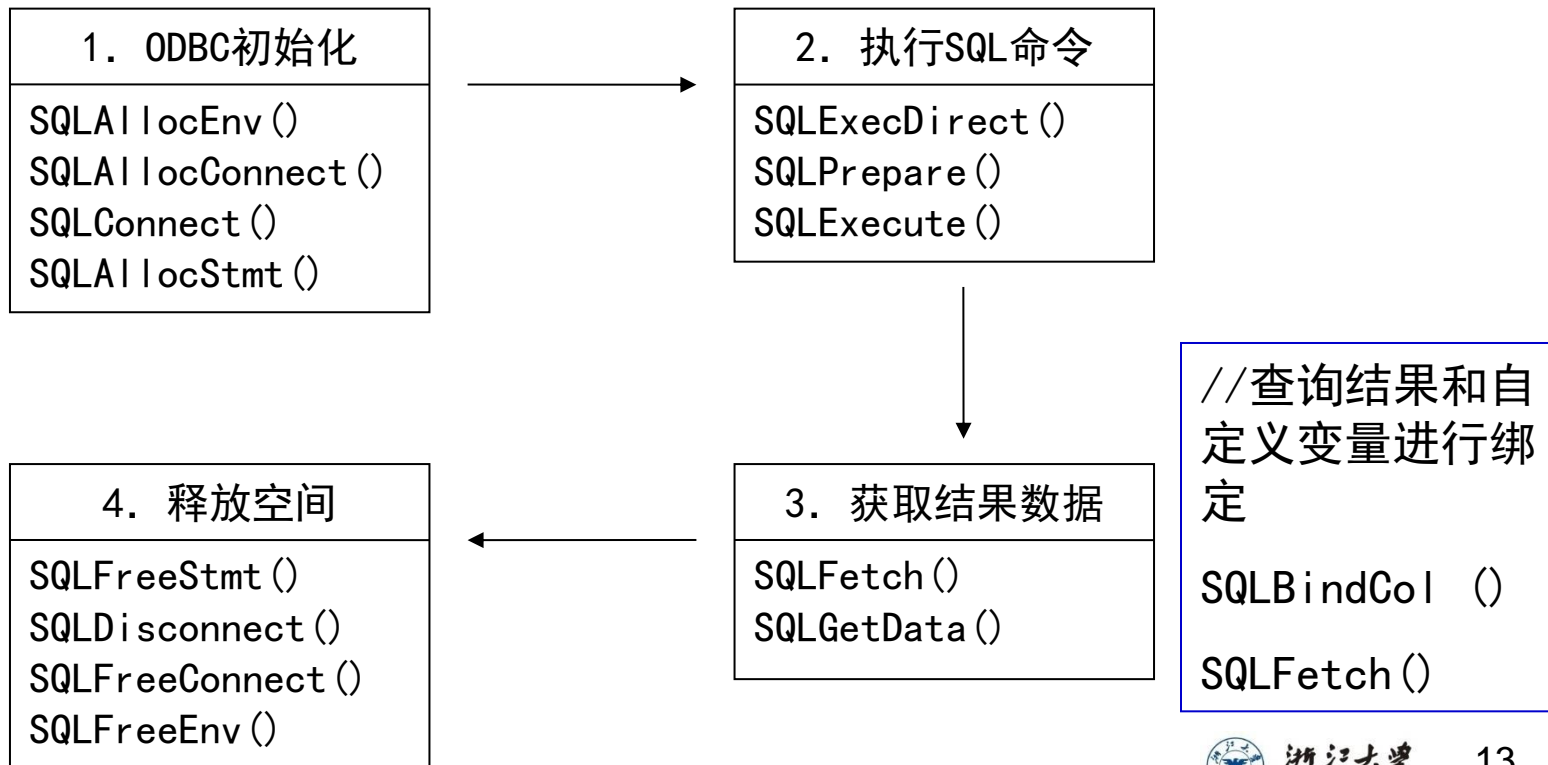 1. ODBC初始化
SQLAllocEnv()
SQLAllocConnect()
SQLConnect()
SQLAllocStmt()
2. 执行SQL命令
SQLExecDirect()
SQLPrepare()
SQLExecute()
3. 获取结果数据
SQLFetch()
SQLGetData()
//查询结果和自
定义变量进行绑
定
SQLBindCol ()
SQLFetch()
4. 释放空间
SQLFreeStmt()
SQLDisconnect()
SQLFreeConnect()
SQLFreeEnv()
浙江大学
13